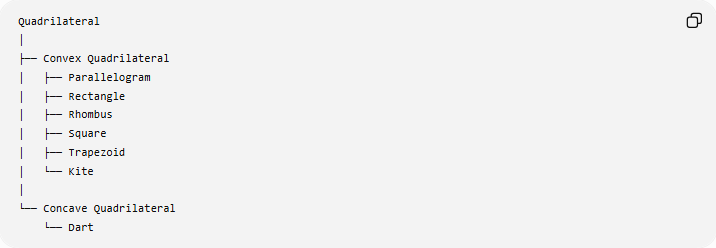 Quadrilateral
│
├── Convex Quadrilateral
│   ├── Parallelogram
│   ├── Rectangle
│   ├── Rhombus
│   ├── Square
│   ├── Trapezoid
│   └── Kite
│
└── Concave Quadrilateral
    └── Dart